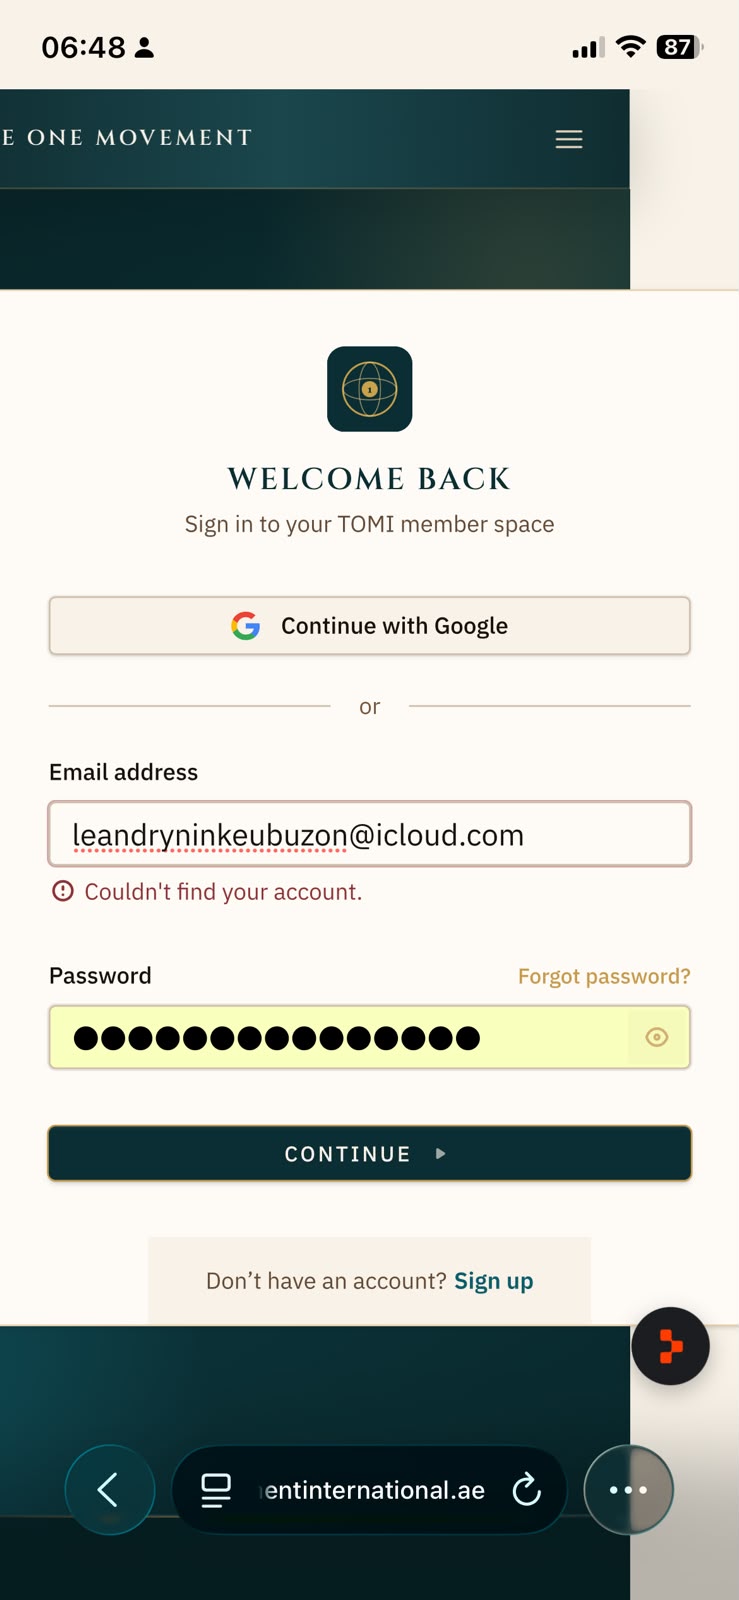 06:48
87
E ONE MOVEMENT
1
WELCOME BACK
Sign in to your TOMI member space
Continue with Google
or
Email address
leandryninkeubuzon@icloud.com
Couldn't find your account.
Password
Forgot password?
CONTINUE
Don’t have an account? Sign up
entinternational.ae